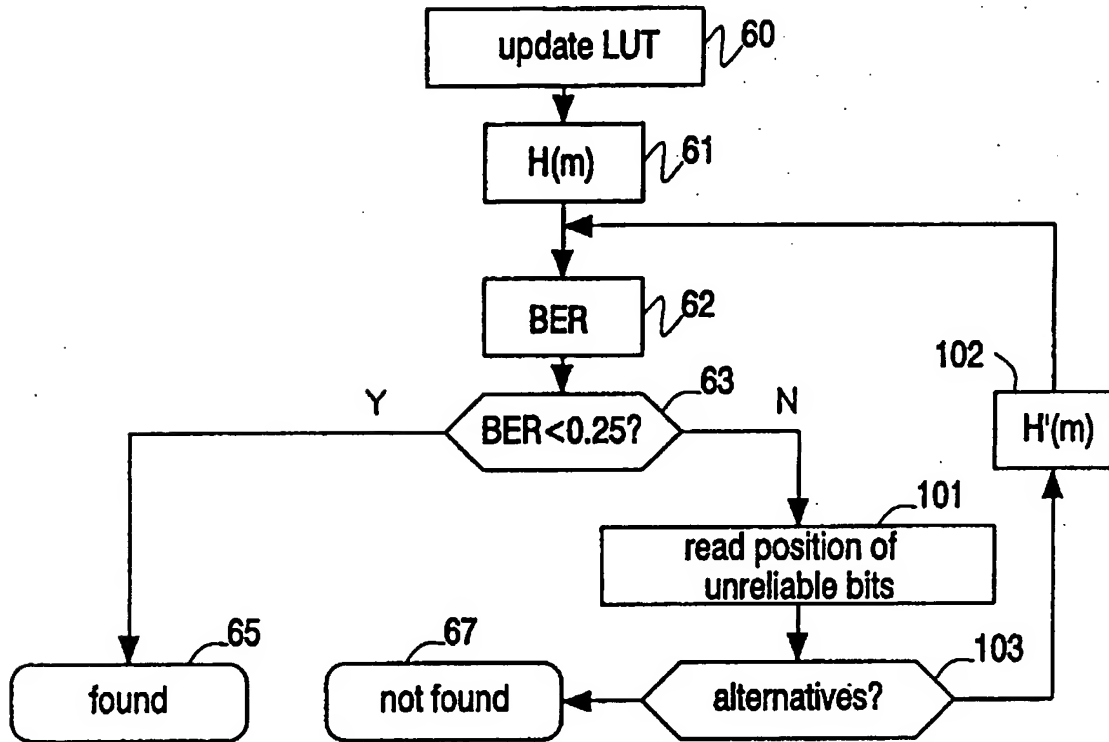 update LUT
60
H(m)
61
BER
62
102
Y
63
N
BER<0.25?
H'(m)
101
read position of
unreliable bits
65
67
103
found
not found
alternatives?